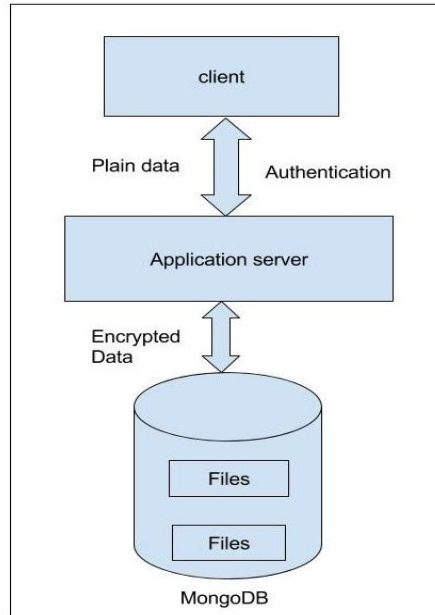 client
Plain data
Authentication
Application server
Encrypted
Data
Files
Files
MongoDB